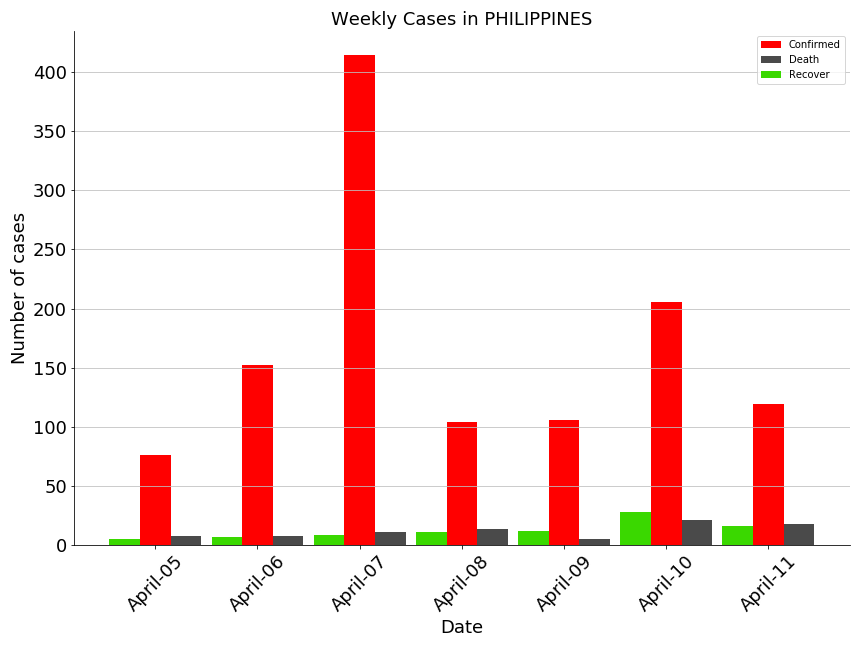 Weekly Cases in PHILIPPINES
Confirmed
Death
Recover
Number of cases
400
350
300
250
200
150
100
50
0
April-05
April-06
April-07
April-08
April-09
April-10
April-11
Date